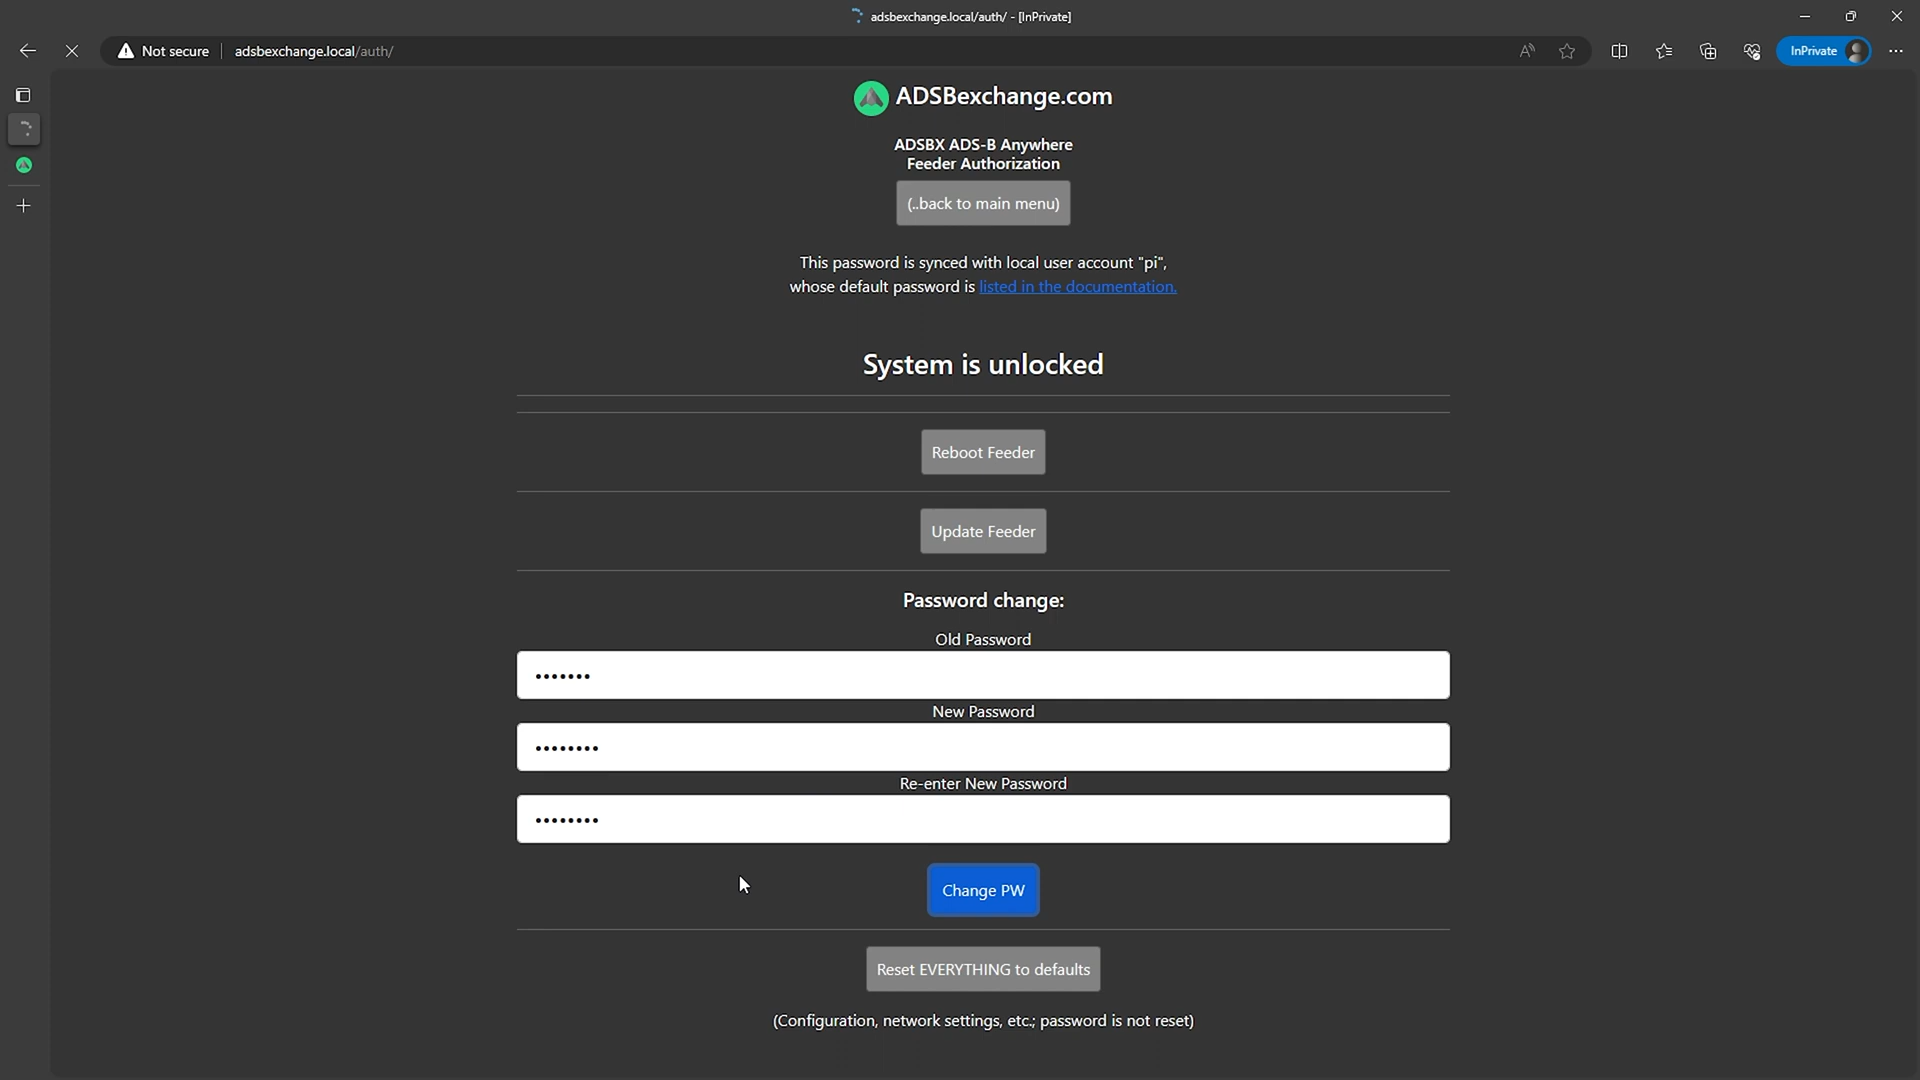 adsbexchange.local/auth/ - [InPrivate]
Not secure
adsbexchange.local/auth/
InPrivate
ADSBexchange.com
ADSBX ADS-B Anywhere
Feeder Authorization
(..back to main menu)
This password is synced with local user account "pi",
whose default password is listed in the documentation.
System is unlocked
Reboot Feeder
Update Feeder
Password change:
Old Password
•••••••
New Password
••••••••
Re-enter New Password
••••••••
Change PW
Reset EVERYTHING to defaults
(Configuration, network settings, etc.; password is not reset)